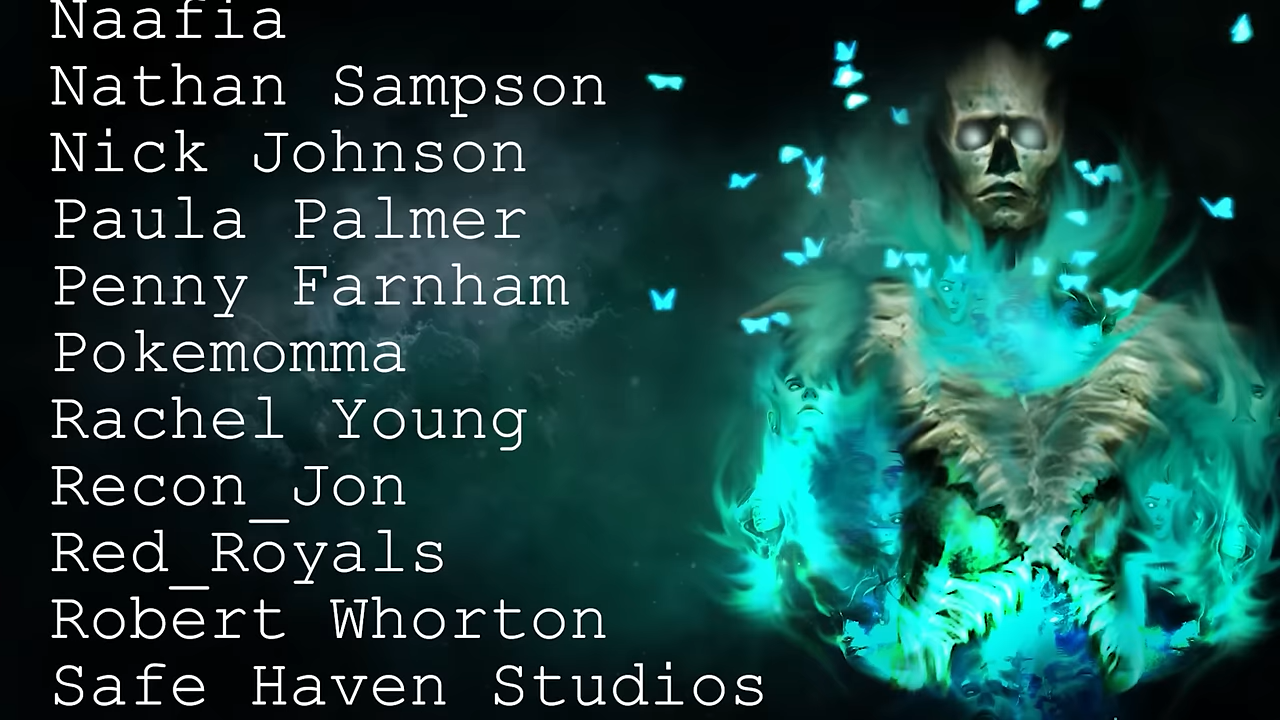 Naafia
Nathan Sampson
Nick Johnson
Paula Palmer
Penny Farnham
Pokemomma
Rachel Young
Recon_Jon
Red_Royals
Robert Whorton
Safe Haven Studios